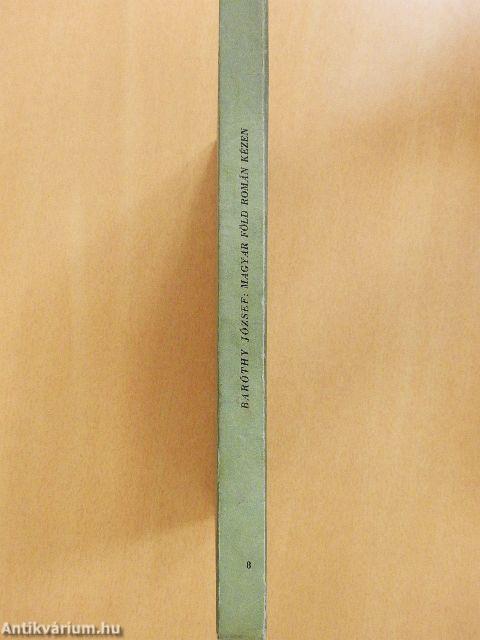 BARÓTHY JÓZSEF: MAGYAR FÖLD ROMÁN KÉZEN
8
Antikvárium.hu